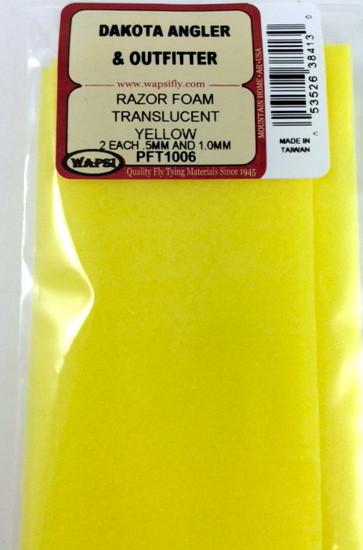 DAKOTA ANGLER
& OUTFITTER
www.wapsifly.com
RAZOR FOAM
TRANSLUCENT
YELLOW
2 EACH .5MM AND 1.0MM
WAPSI
PFT1006
Quality Fly Tying Materials Since 1945
MOUNTAIN HOME·AR·USA
53526 38413 0
MADE IN
TAIWAN